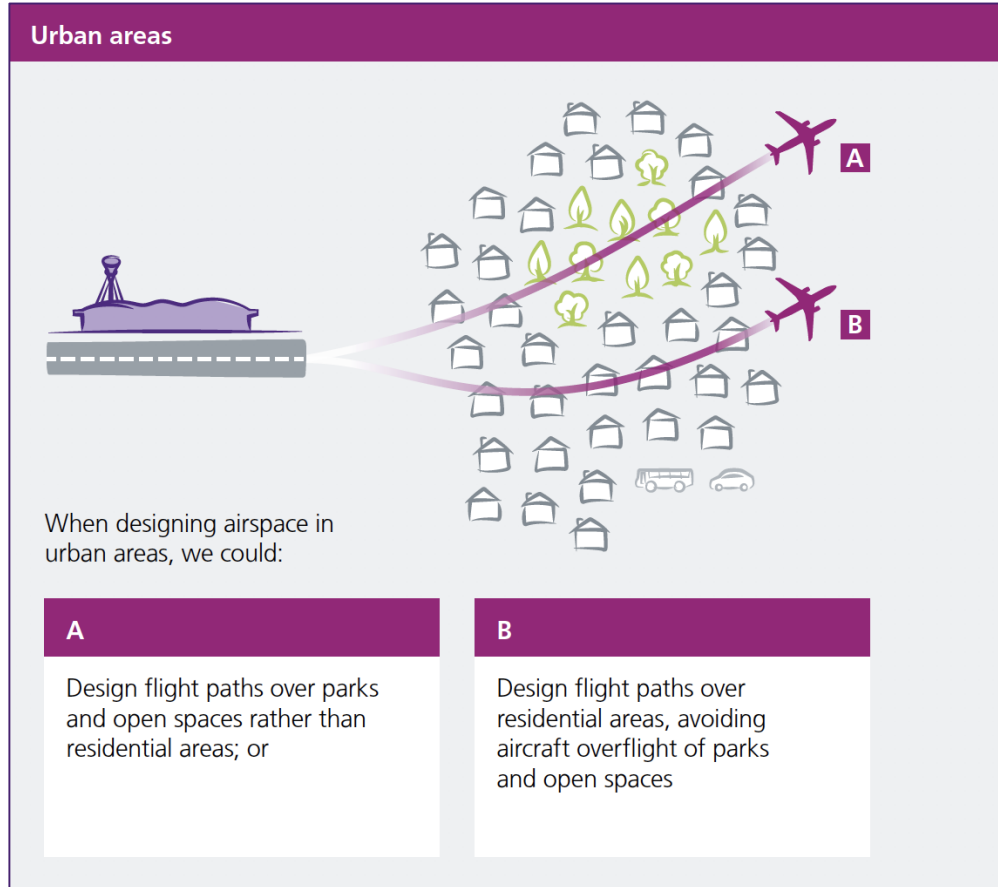 Urban areas
A
B
When designing airspace in
urban areas, we could:
A
Design flight paths over parks
and open spaces rather than
residential areas; or
B
Design flight paths over
residential areas, avoiding
aircraft overflight of parks
and open spaces